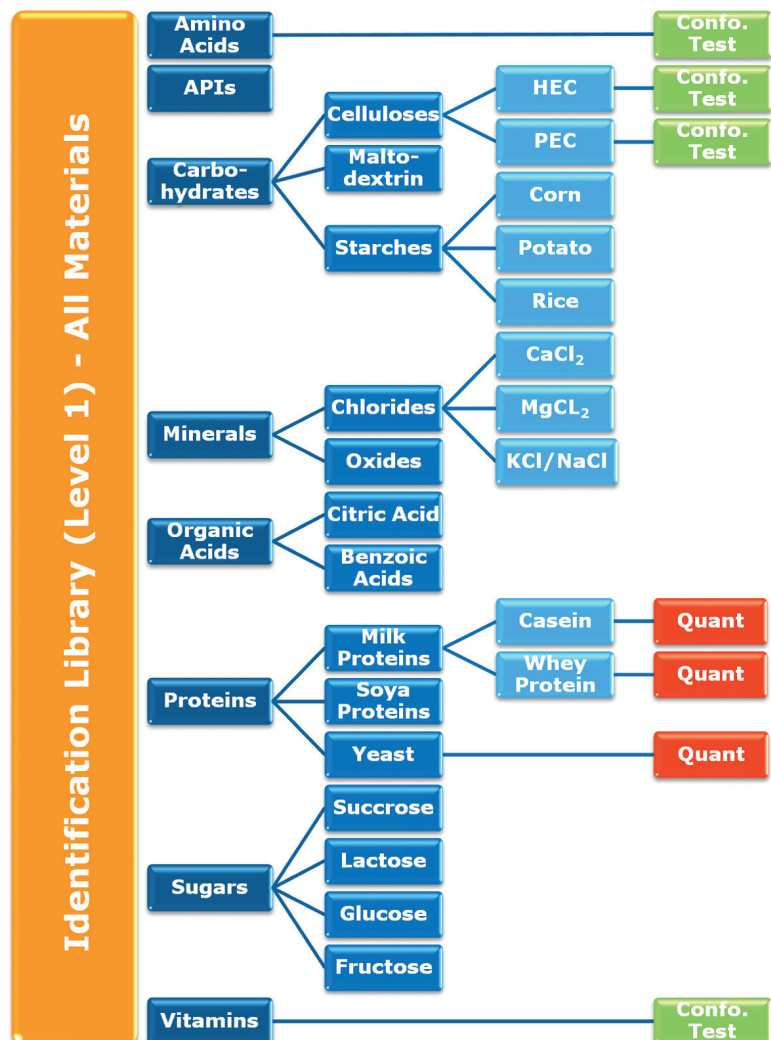 Identification Library (Level 1) - All Materials
Amino
Acids
Confo.
Test
APIs
Carbo-
hydrates
Celluloses
HEC
Confo.
Test
PEC
Confo.
Test
Malto-
dextrin
Starches
Corn
Potato
Rice
Minerals
Chlorides
CaCl₂
MgCL₂
KCl/NaCl
Oxides
Organic
Acids
Citric Acid
Benzoic
Acids
Proteins
Milk
Proteins
Casein
Quant
Whey
Protein
Quant
Soya
Proteins
Yeast
Quant
Sugars
Succrose
Lactose
Glucose
Fructose
Vitamins
Confo.
Test